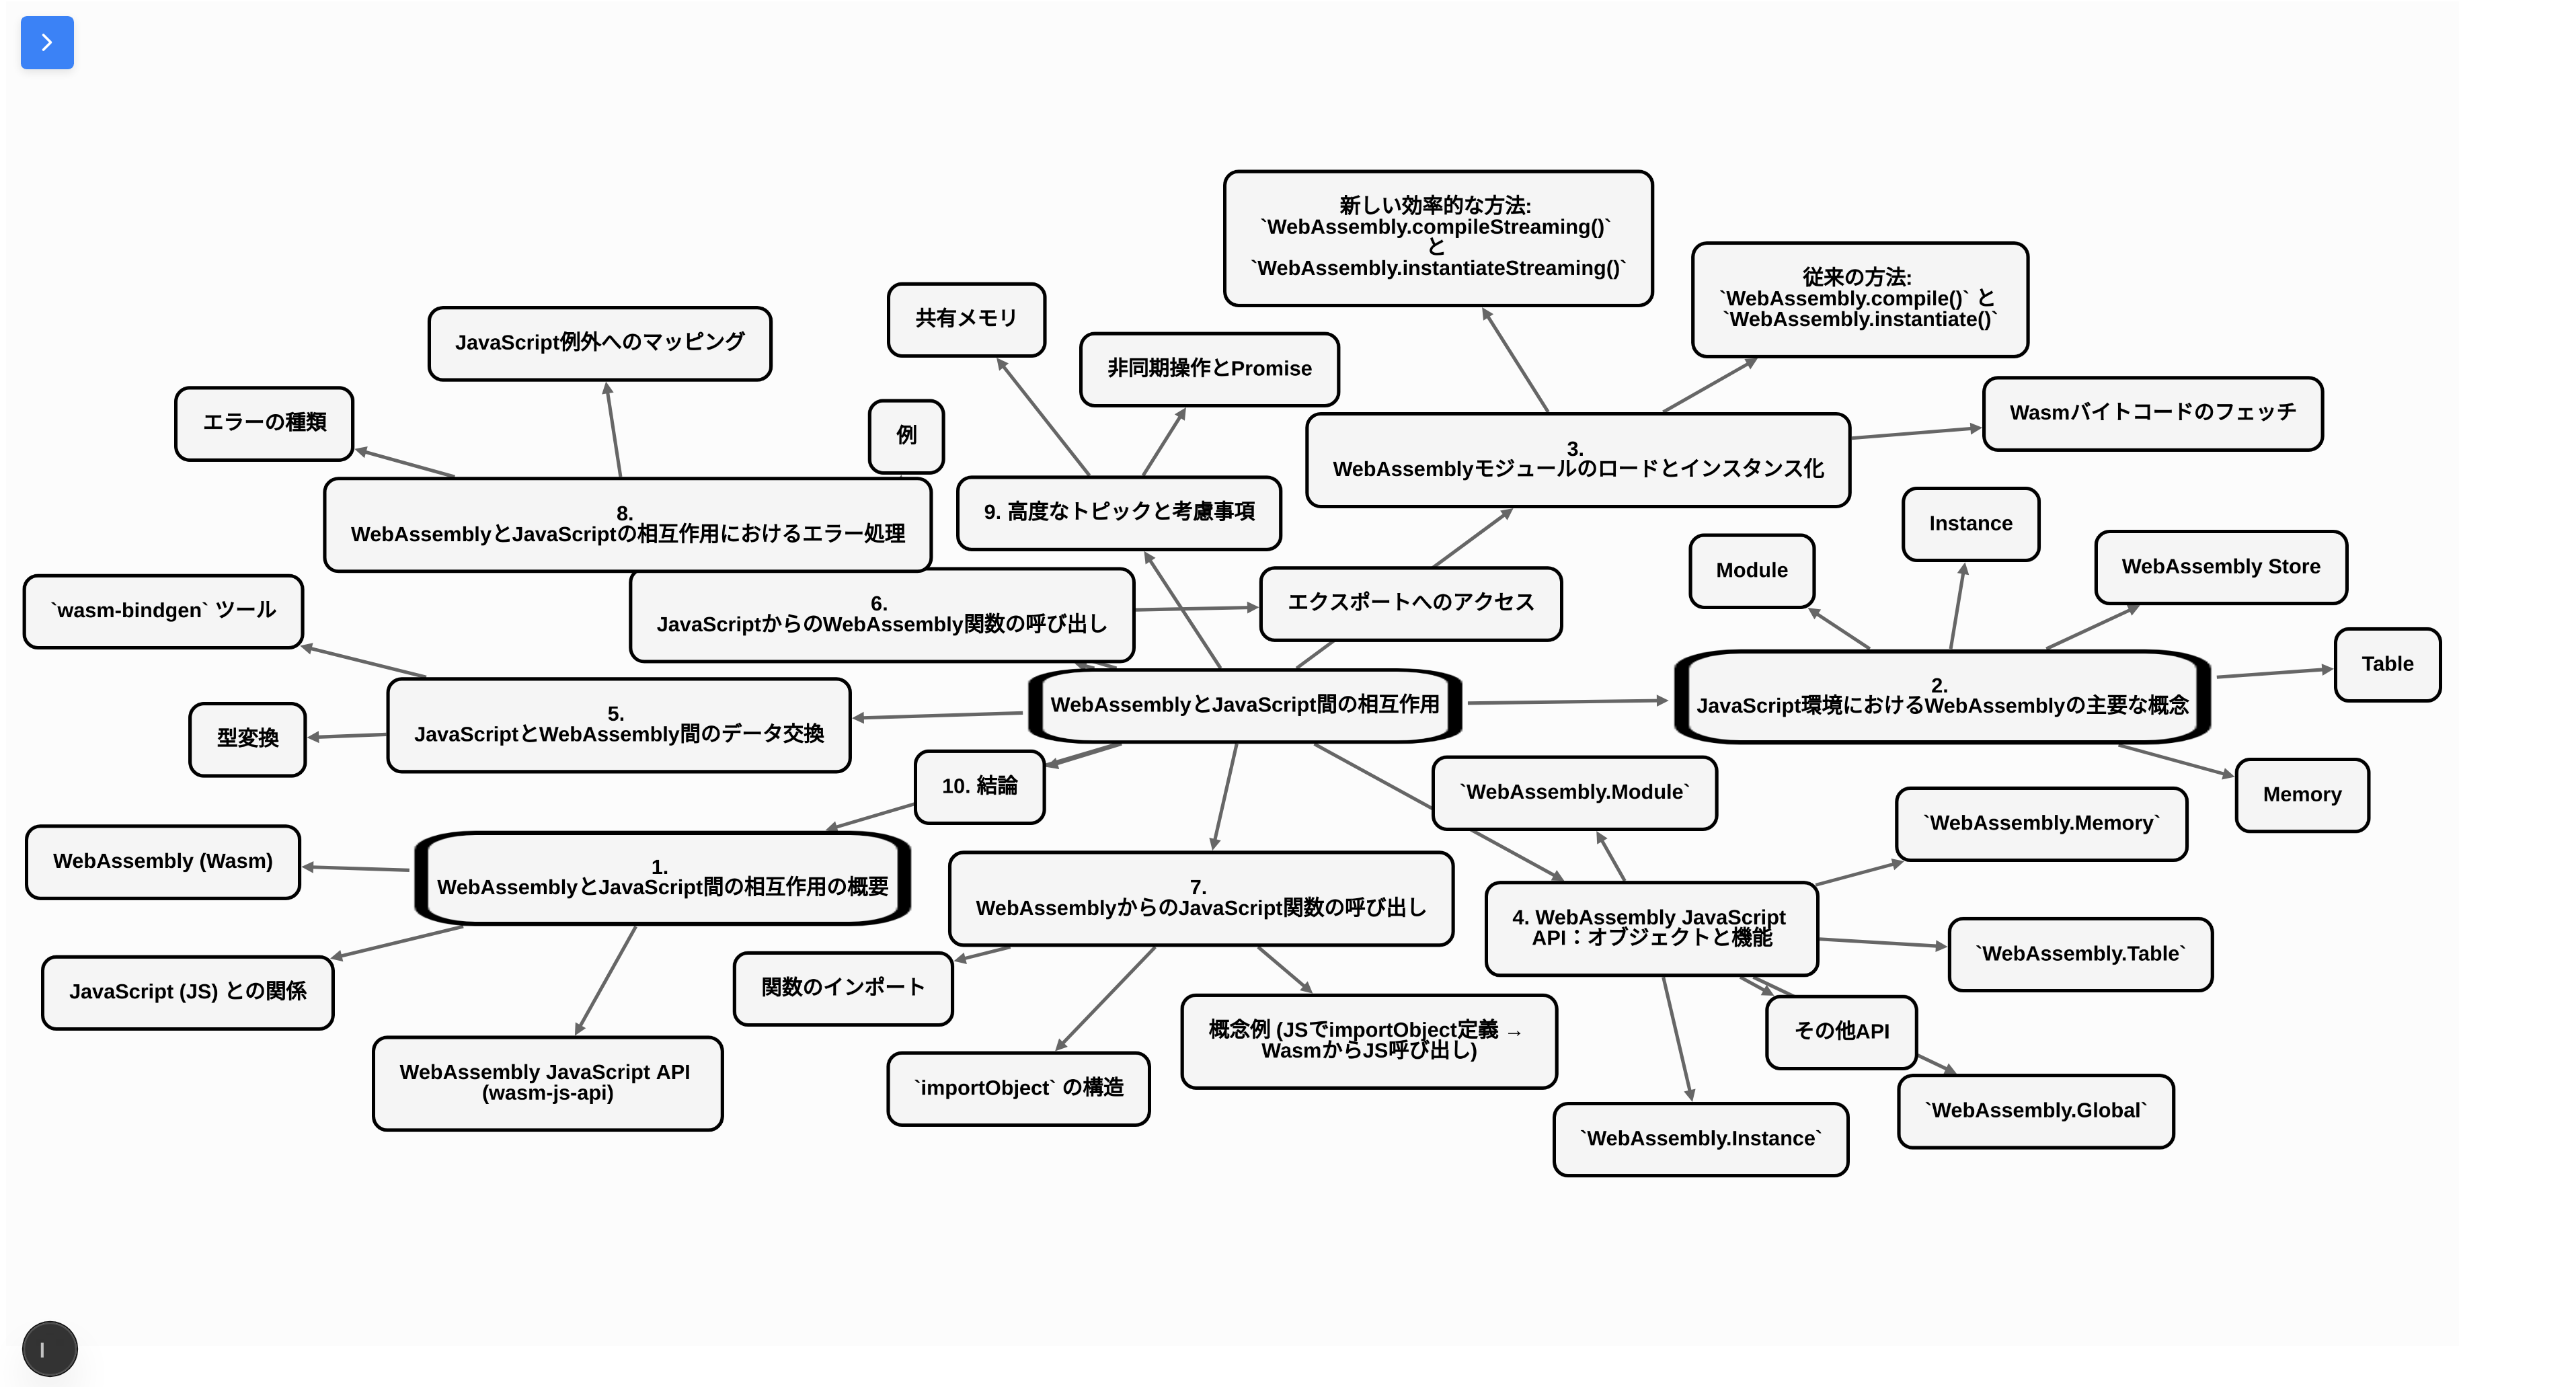 新しい効率的な方法:
`WebAssembly.compileStreaming()`
と
`WebAssembly.instantiateStreaming()`
従来の方法:
`WebAssembly.compile()` と
`WebAssembly.instantiate()`
共有メモリ
JavaScript例外へのマッピング
非同期操作とPromise
エラーの種類
例
Wasmバイトコードのフェッチ
3.
WebAssemblyモジュールのロードとインスタンス化
8.
WebAssemblyとJavaScriptの相互作用におけるエラー処理
9. 高度なトピックと考慮事項
Instance
Module
WebAssembly Store
`wasm-bindgen` ツール
6.
JavaScriptからのWebAssembly関数の呼び出し
エクスポートへのアクセス
Table
5.
JavaScriptとWebAssembly間のデータ交換
WebAssemblyとJavaScript間の相互作用
2.
JavaScript環境におけるWebAssemblyの主要な概念
型変換
10. 結論
`WebAssembly.Module`
Memory
`WebAssembly.Memory`
WebAssembly (Wasm)
1.
WebAssemblyとJavaScript間の相互作用の概要
7.
WebAssemblyからのJavaScript関数の呼び出し
4. WebAssembly JavaScript
API：オブジェクトと機能
`WebAssembly.Table`
JavaScript (JS) との関係
関数のインポート
概念例 (JSでimportObject定義 →
WasmからJS呼び出し)
その他API
WebAssembly JavaScript API
(wasm-js-api)
`importObject` の構造
`WebAssembly.Global`
`WebAssembly.Instance`